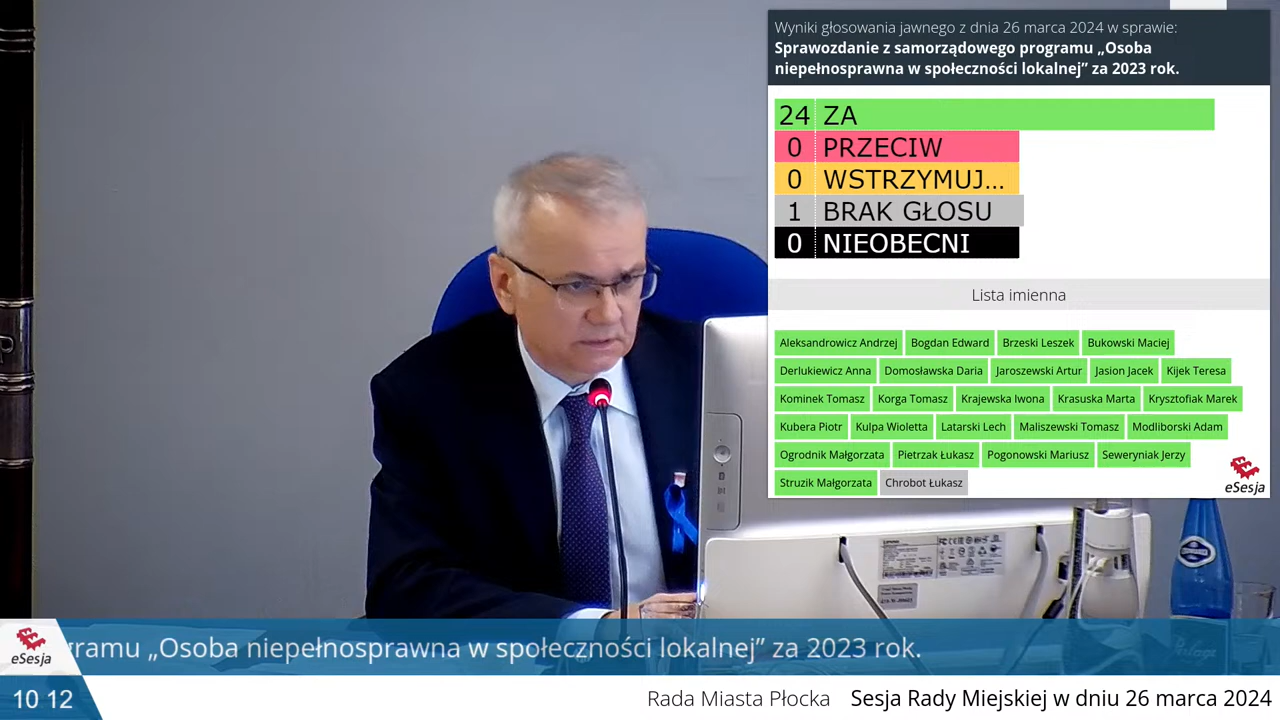 Wyniki głosowania jawnego z dnia 26 marca 2024 w sprawie:
Sprawozdanie z samorządowego programu „Osoba
niepełnosprawna w społeczności lokalnej” za 2023 rok.
24 ZA
0 PRZECIW
0 WSTRZYMUJ...
1 BRAK GŁOSU
0 NIEOBECNI
Lista imienna
Aleksandrowicz Andrzej Bogdan Edward Brzeski Leszek Bukowski Maciej
Derlukiewicz Anna Domosławska Daria Jaroszewski Artur Jasion Jacek Kijek Teresa
Kominek Tomasz Korga Tomasz Krajewska Iwona Krasuska Marta Krysztofiak Marek
Kubera Piotr Kulpa Wioletta Latarski Lech Maliszewski Tomasz Modliborski Adam
Ogrodnik Małgorzata Pietrzak Łukasz Pogonowski Mariusz Seweryniak Jerzy
Struzik Małgorzata Chrobot Łukasz
eSesja
Lenovo
eSesja
gramu „Osoba niepełnosprawna w społeczności lokalnej” za 2023 rok.
10 12
Rada Miasta Płocka Sesja Rady Miejskiej w dniu 26 marca 2024